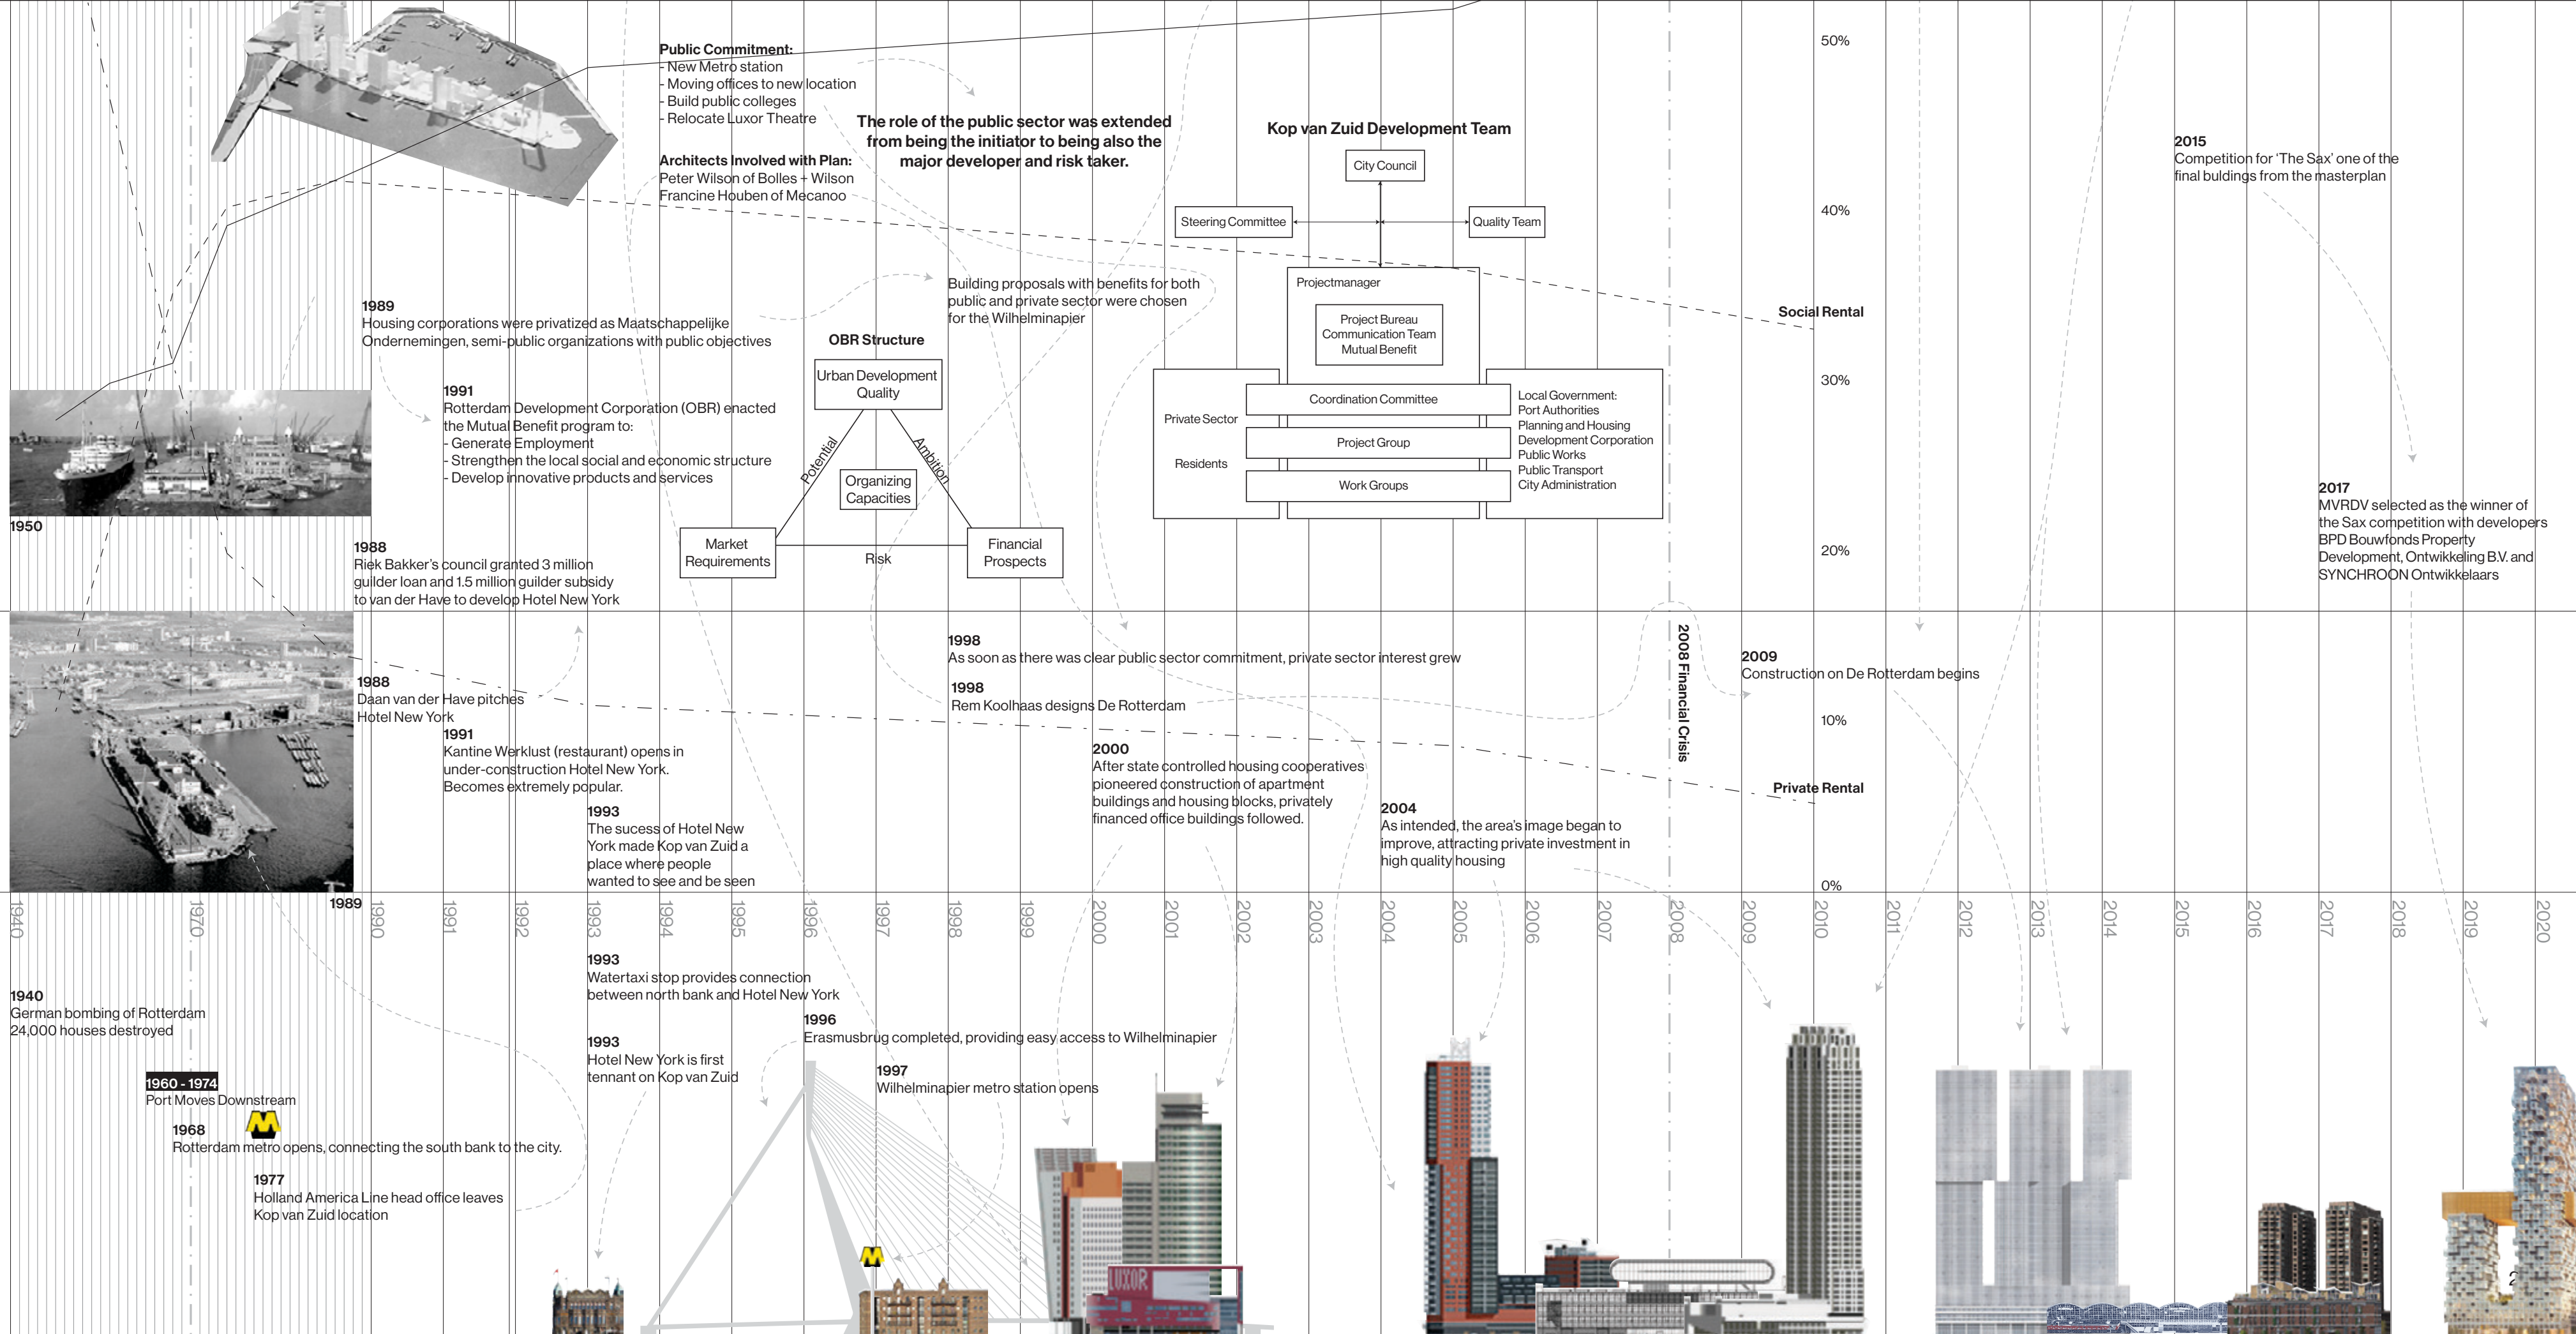 Public Commitment:
- New Metro station
- Moving offices to new location
- Build public colleges
- Relocate Luxor Theatre
Architects Involved with Plan:
Peter Wilson of Bolles + Wilson
Francine Houben of Mecanoo
The role of the public sector was extended
from being the initiator to being also the
major developer and risk taker.
Kop van Zuid Development Team
City Council
Steering Committee
Quality Team
Projectmanager
Project Bureau
Communication Team
Mutual Benefit
Private Sector
Residents
Coordination Committee
Project Group
Work Groups
Local Government:
Port Authorities
Planning and Housing
Development Corporation
Public Works
Public Transport
City Administration
50%
40%
Social Rental
30%
20%
10%
Private Rental
0%
2015
Competition for ‘The Sax’ one of the
final buldings from the masterplan
2017
MVRDV selected as the winner of
the Sax competition with developers
BPD Bouwfonds Property
Development, Ontwikkeling B.V. and
SYNCHROON Ontwikkelaars
1989
Housing corporations were privatized as Maatschappelijke
Ondernemingen, semi-public organizations with public objectives
Building proposals with benefits for both
public and private sector were chosen
for the Wilhelminapier
1991
Rotterdam Development Corporation (OBR) enacted
the Mutual Benefit program to:
- Generate Employment
- Strengthen the local social and economic structure
- Develop innovative products and services
OBR Structure
Urban Development
Quality
Potential
Ambition
Organizing
Capacities
Market
Requirements
Risk
Financial
Prospects
1950
1988
Riek Bakker’s council granted 3 million
guilder loan and 1.5 million guilder subsidy
to van der Have to develop Hotel New York
1988
Daan van der Have pitches
Hotel New York
1991
Kantine Werklust (restaurant) opens in
under-construction Hotel New York.
Becomes extremely popular.
1993
The sucess of Hotel New
York made Kop van Zuid a
place where people
wanted to see and be seen
1998
As soon as there was clear public sector commitment, private sector interest grew
1998
Rem Koolhaas designs De Rotterdam
2000
After state controlled housing cooperatives
pioneered construction of apartment
buildings and housing blocks, privately
financed office buildings followed.
2004
As intended, the area’s image began to
improve, attracting private investment in
high quality housing
2008 Financial Crisis
2009
Construction on De Rotterdam begins
1989
1940
1970
1990
1991
1992
1993
1994
1995
1996
1997
1998
1999
2000
2001
2002
2003
2004
2005
2006
2007
2008
2009
2010
2011
2012
2013
2014
2015
2016
2017
2018
2019
2020
1940
German bombing of Rotterdam
24,000 houses destroyed
1960 - 1974
Port Moves Downstream
M
1968
Rotterdam metro opens, connecting the south bank to the city.
1977
Holland America Line head office leaves
Kop van Zuid location
1993
Watertaxi stop provides connection
between north bank and Hotel New York
1993
Hotel New York is first
tennant on Kop van Zuid
1996
Erasmusbrug completed, providing easy access to Wilhelminapier
1997
Wilhelminapier metro station opens
M
LUXOR
2